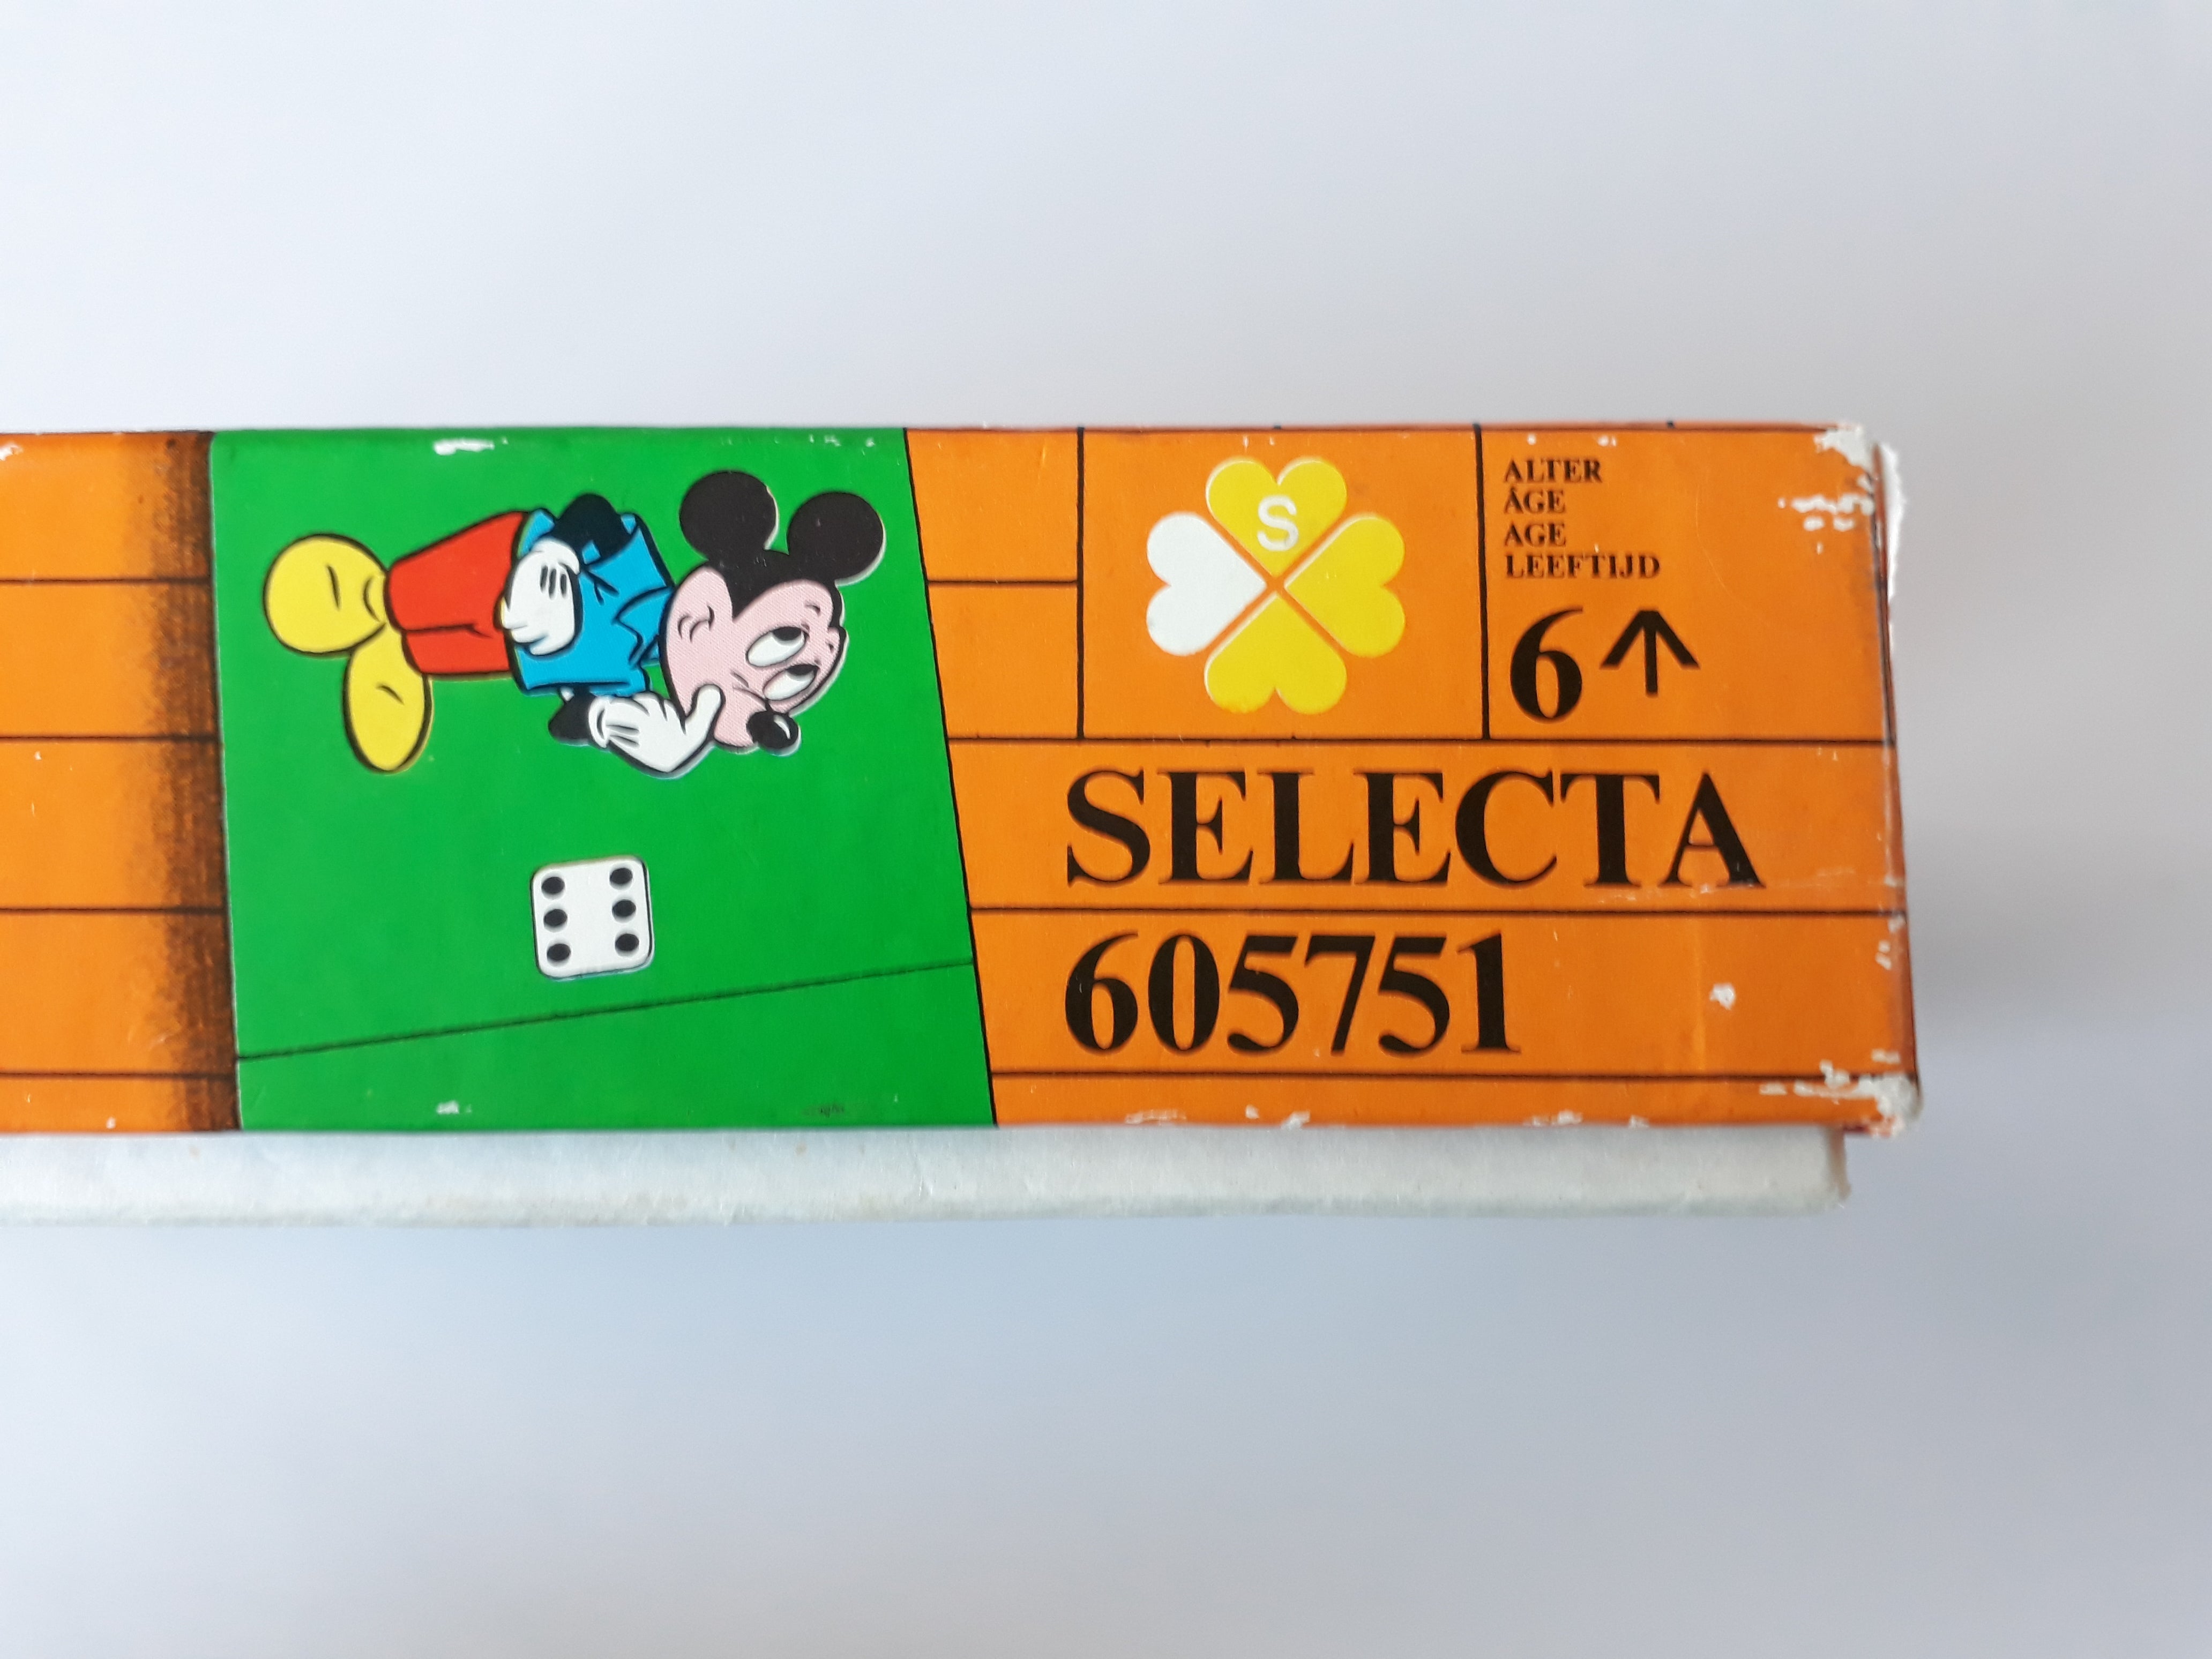 S
ALTER
ÂGE
AGE
LEEFTIJD
6↑
SELECTA
605751